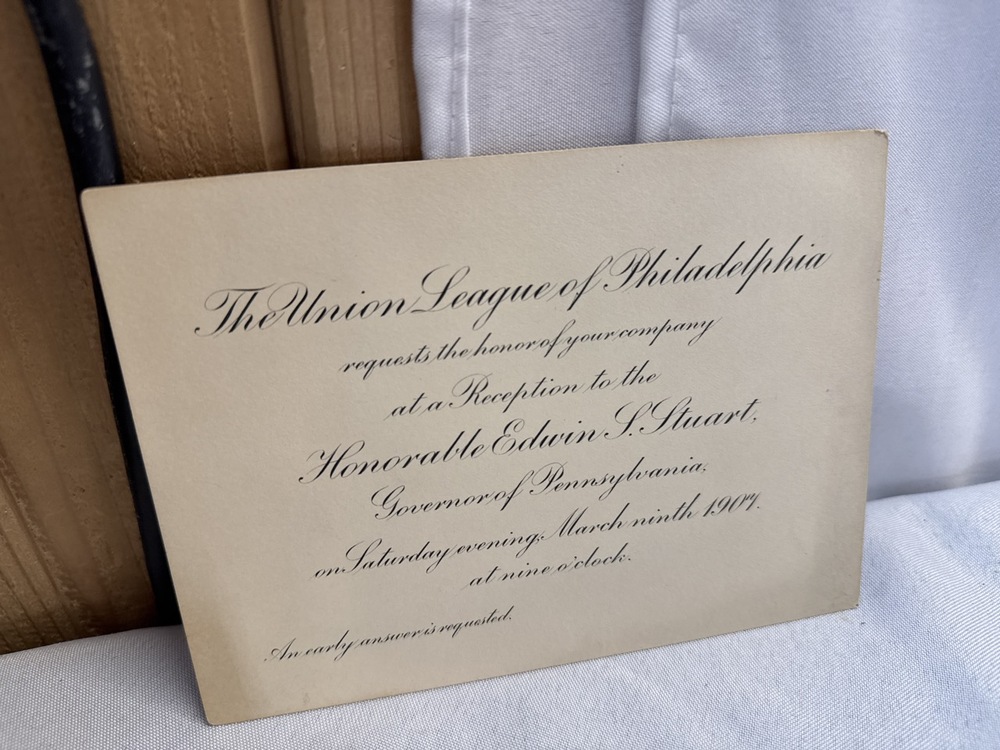 The Union League of Philadelphia
requests the honor of your company
at a Reception to the
Honorable Edwin S. Stuart,
Governor of Pennsylvania,
on Saturday evening, March ninth 1907.
at nine o'clock.
An early answer is requested.